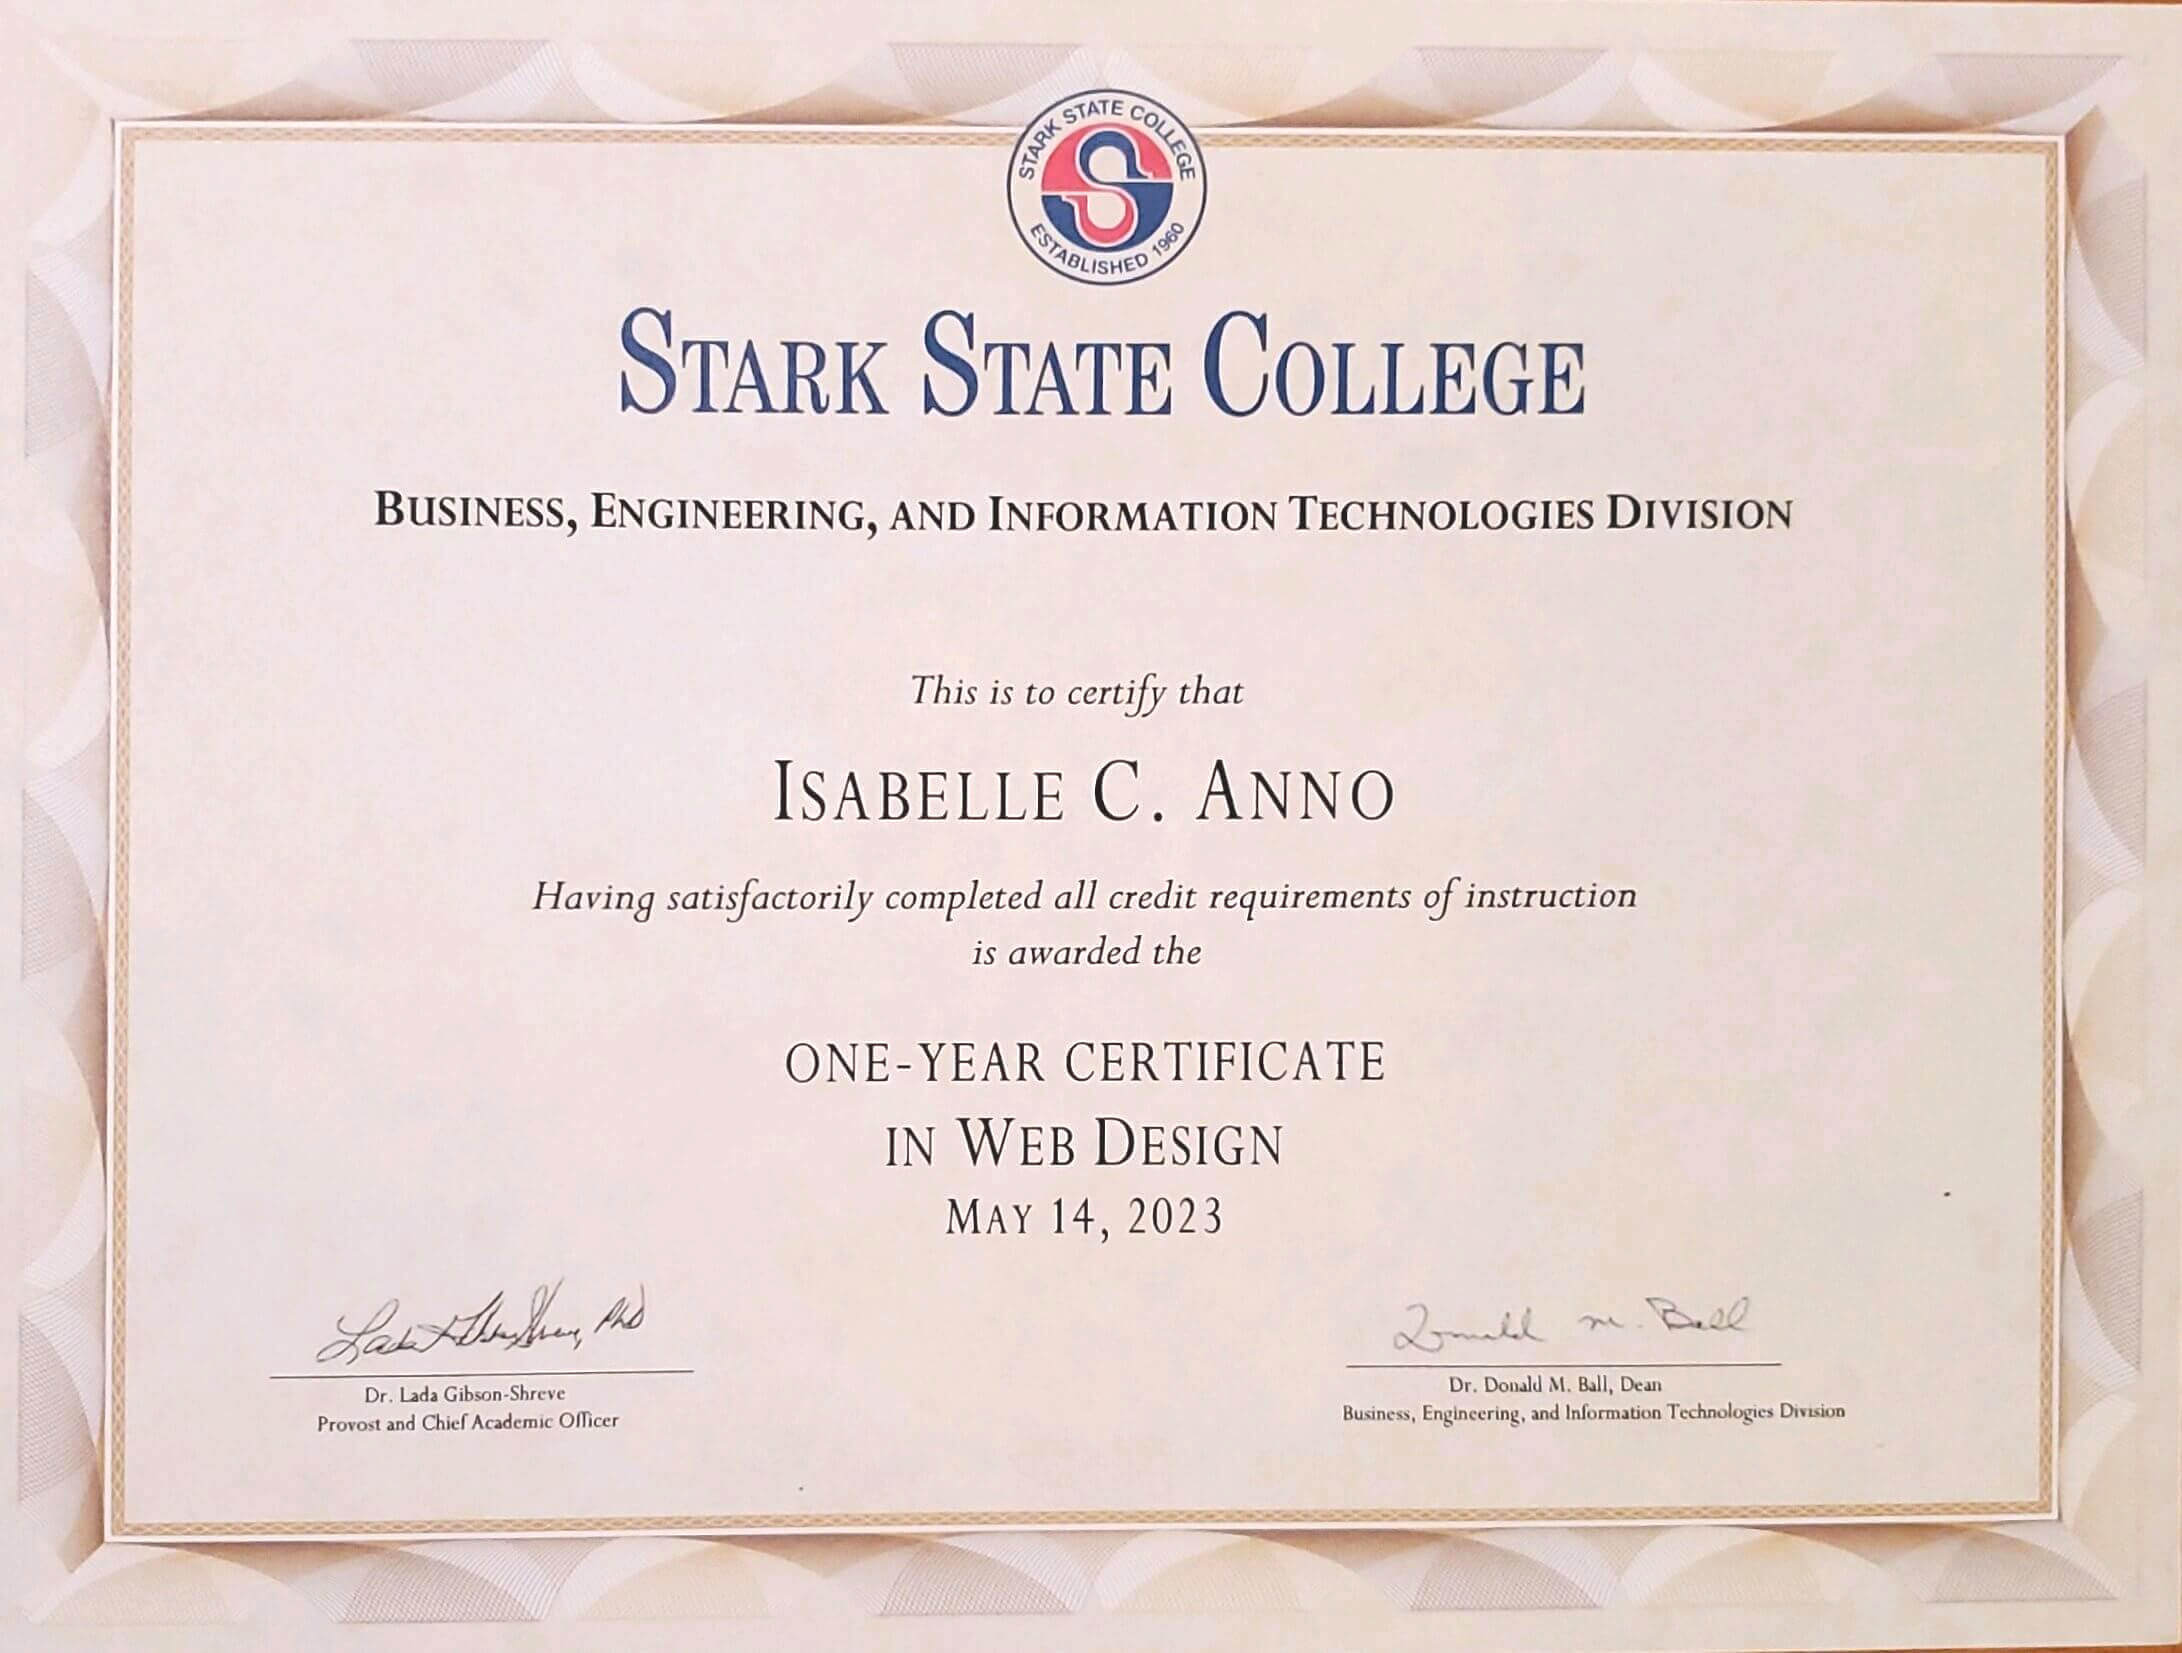 STARK STATE COLLEGE
ESTABLISHED 1960
STARK STATE COLLEGE
BUSINESS, ENGINEERING, AND INFORMATION TECHNOLOGIES DIVISION
This is to certify that
ISABELLE C. ANNO
Having satisfactorily completed all credit requirements of instruction
is awarded the
ONE-YEAR CERTIFICATE
IN WEB DESIGN
MAY 14, 2023
Lada Gibson-Shreve, PhD
Dr. Lada Gibson-Shreve
Provost and Chief Academic Officer
Donald M. Ball
Dr. Donald M. Ball, Dean
Business, Engineering, and Information Technologies Division